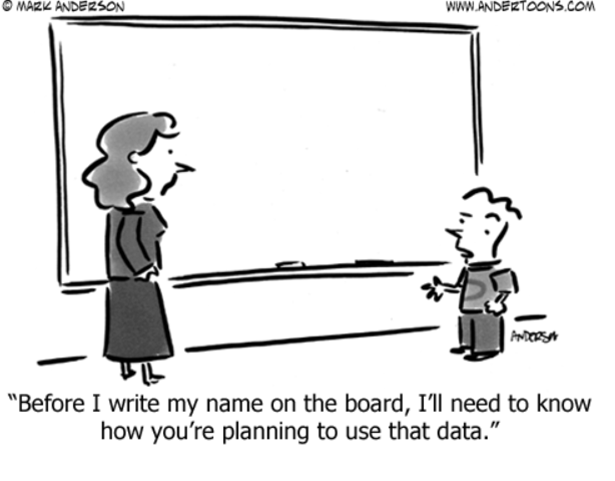 © MARK ANDERSON
WWW.ANDERTOONS.COM
ANDERSON
“Before I write my name on the board, I’ll need to know
how you’re planning to use that data.”